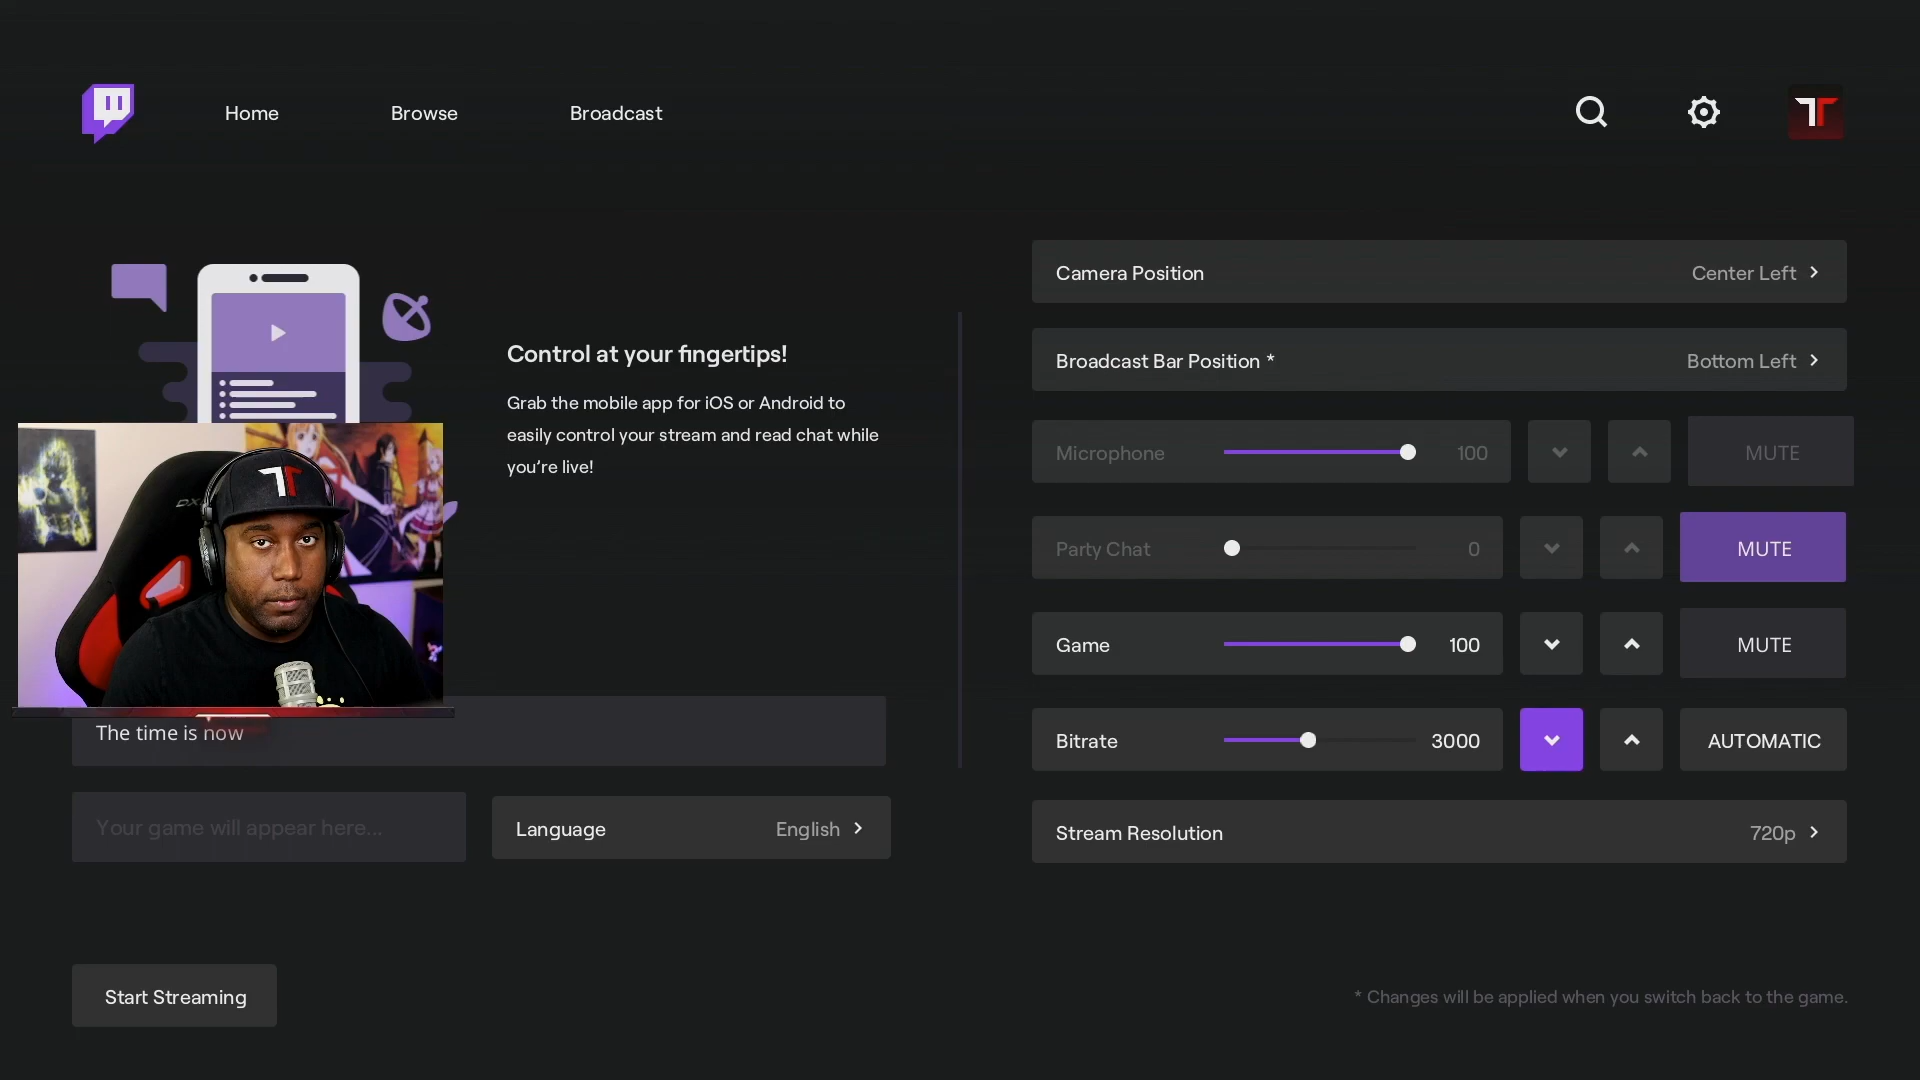 Home
Browse
Broadcast
Control at your fingertips!
Grab the mobile app for iOS or Android to
easily control your stream and read chat while
you’re live!
The time is now
Your game will appear here...
Language English
Start Streaming
Camera Position Center Left
Broadcast Bar Position * Bottom Left
Microphone 100 MUTE
Party Chat 0 MUTE
Game 100 MUTE
Bitrate 3000 AUTOMATIC
Stream Resolution 720p
* Changes will be applied when you switch back to the game.